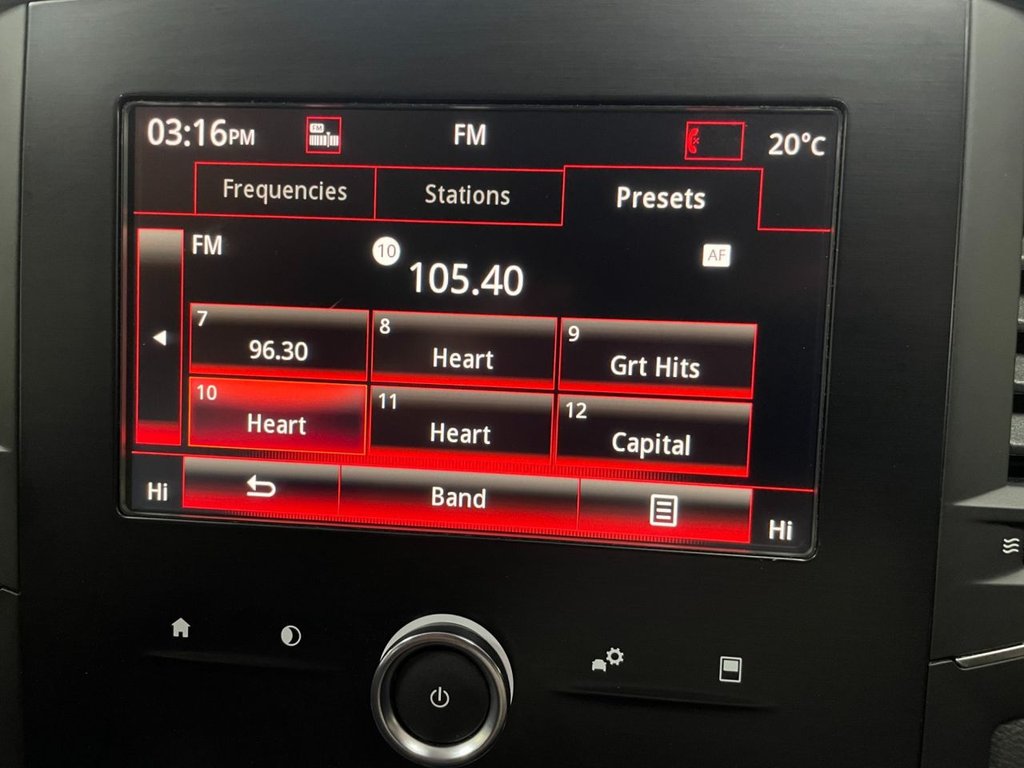 03:16PM FM FM 20°C
Frequencies Stations Presets
FM 10 105.40 AF
7 96.30 8 Heart 9 Grt Hits
10 Heart 11 Heart 12 Capital
Hi Band Hi